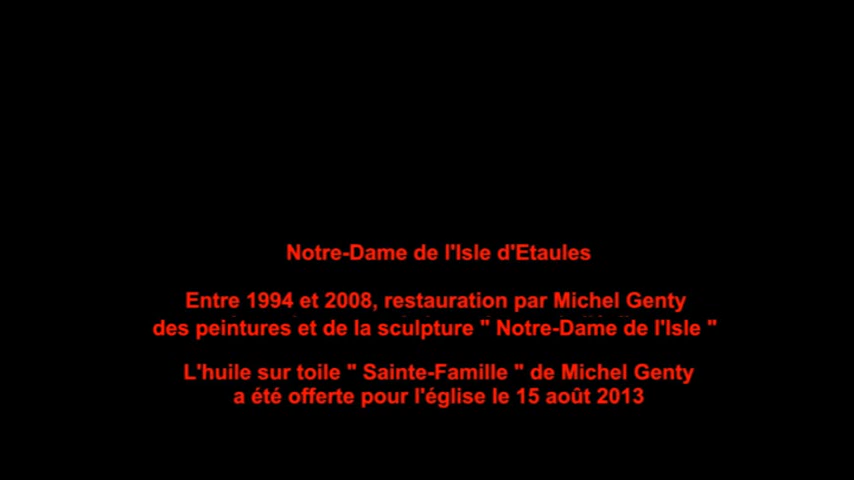 Notre-Dame de l'Isle d'Etaules
Entre 1994 et 2008, restauration par Michel Genty
des peintures et de la sculpture " Notre-Dame de l'Isle "
L'huile sur toile " Sainte-Famille " de Michel Genty
a été offerte pour l'église le 15 août 2013